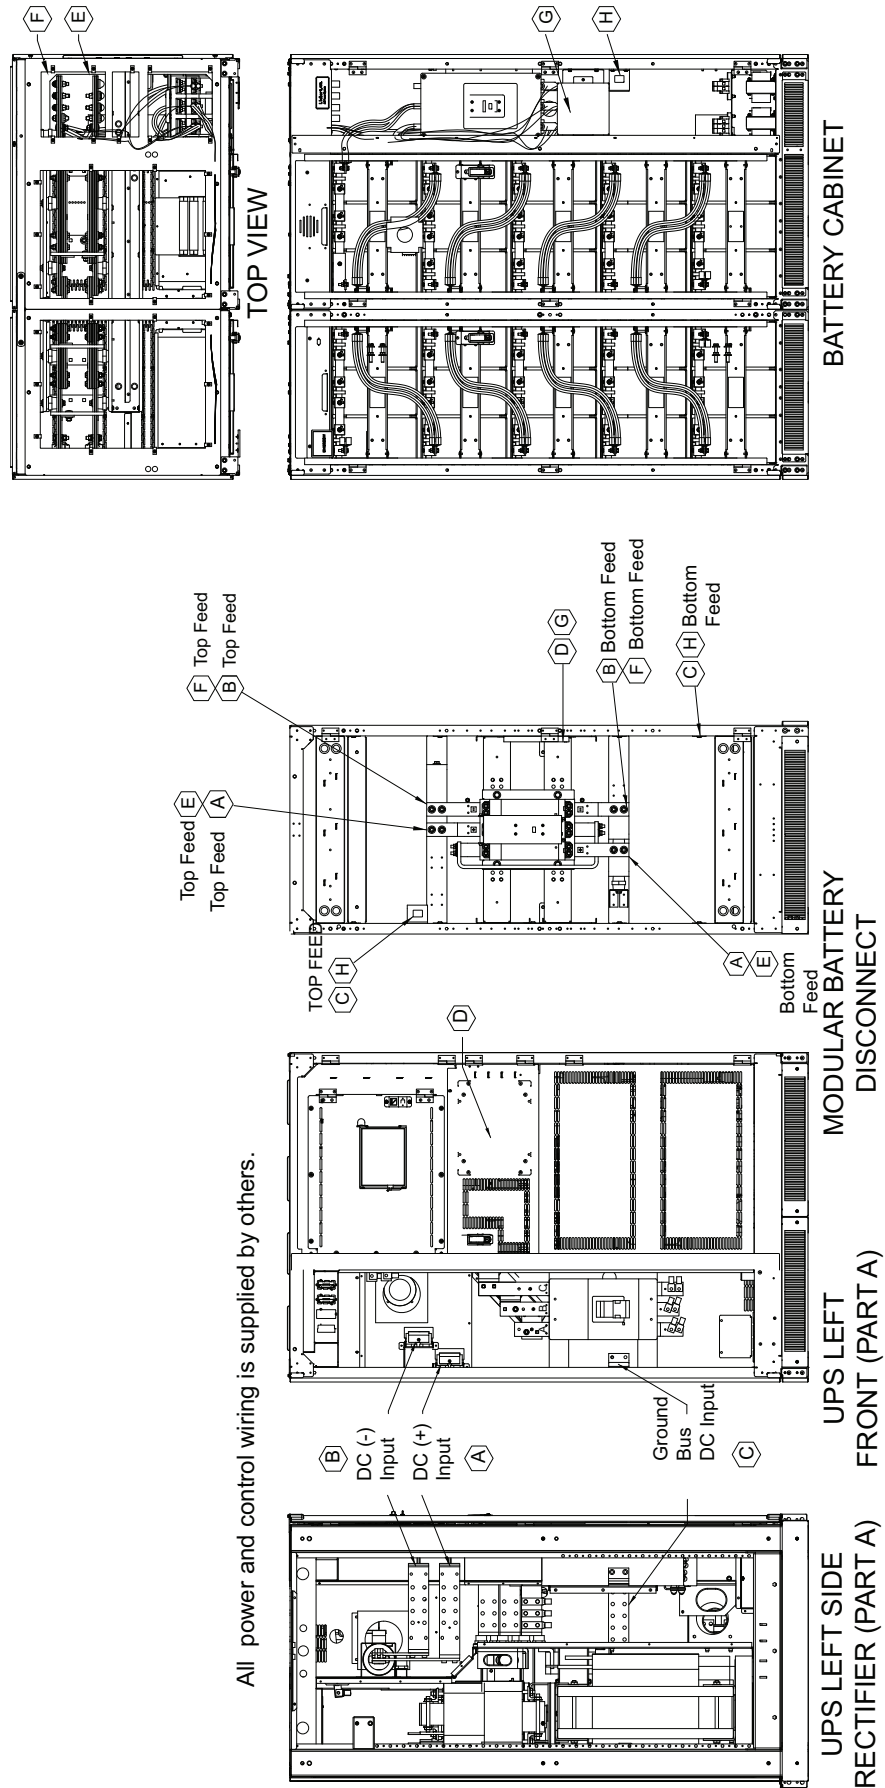 All power and control wiring is supplied by others.
UPS LEFT SIDE
RECTIFIER (PART A)
B
DC (-)
Input
DC (+)
Input
A
Ground
Bus
DC Input
C
UPS LEFT
FRONT (PART A)
A
B
C
D
TOP FEED
C H
Top Feed E
Top Feed A
F Top Feed
B Top Feed
D G
B Bottom Feed
F Bottom Feed
C H Bottom
Feed
A E
Bottom
Feed
MODULAR BATTERY
DISCONNECT
F
E
TOP VIEW
G
H
BATTERY CABINET